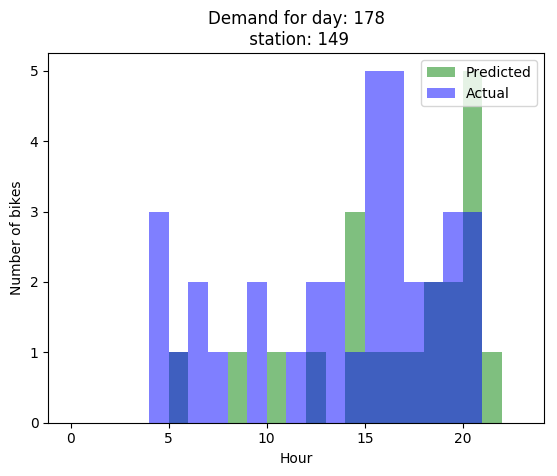 Demand for day: 178
station: 149
Predicted
Actual
Number of bikes
5
4
3
2
1
0
0 5 10 15 20
Hour